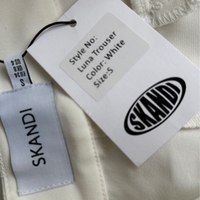 Style No:
Luna Trouser
Color: White
Size:S
SKANDI
SKANDI
S